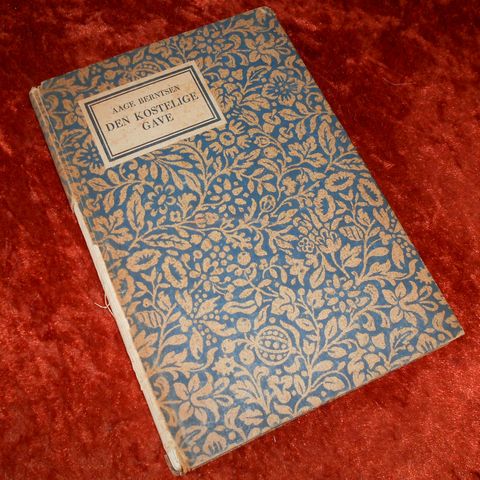 AAGE BERNTSEN
DEN KOSTELIGE
GAVE